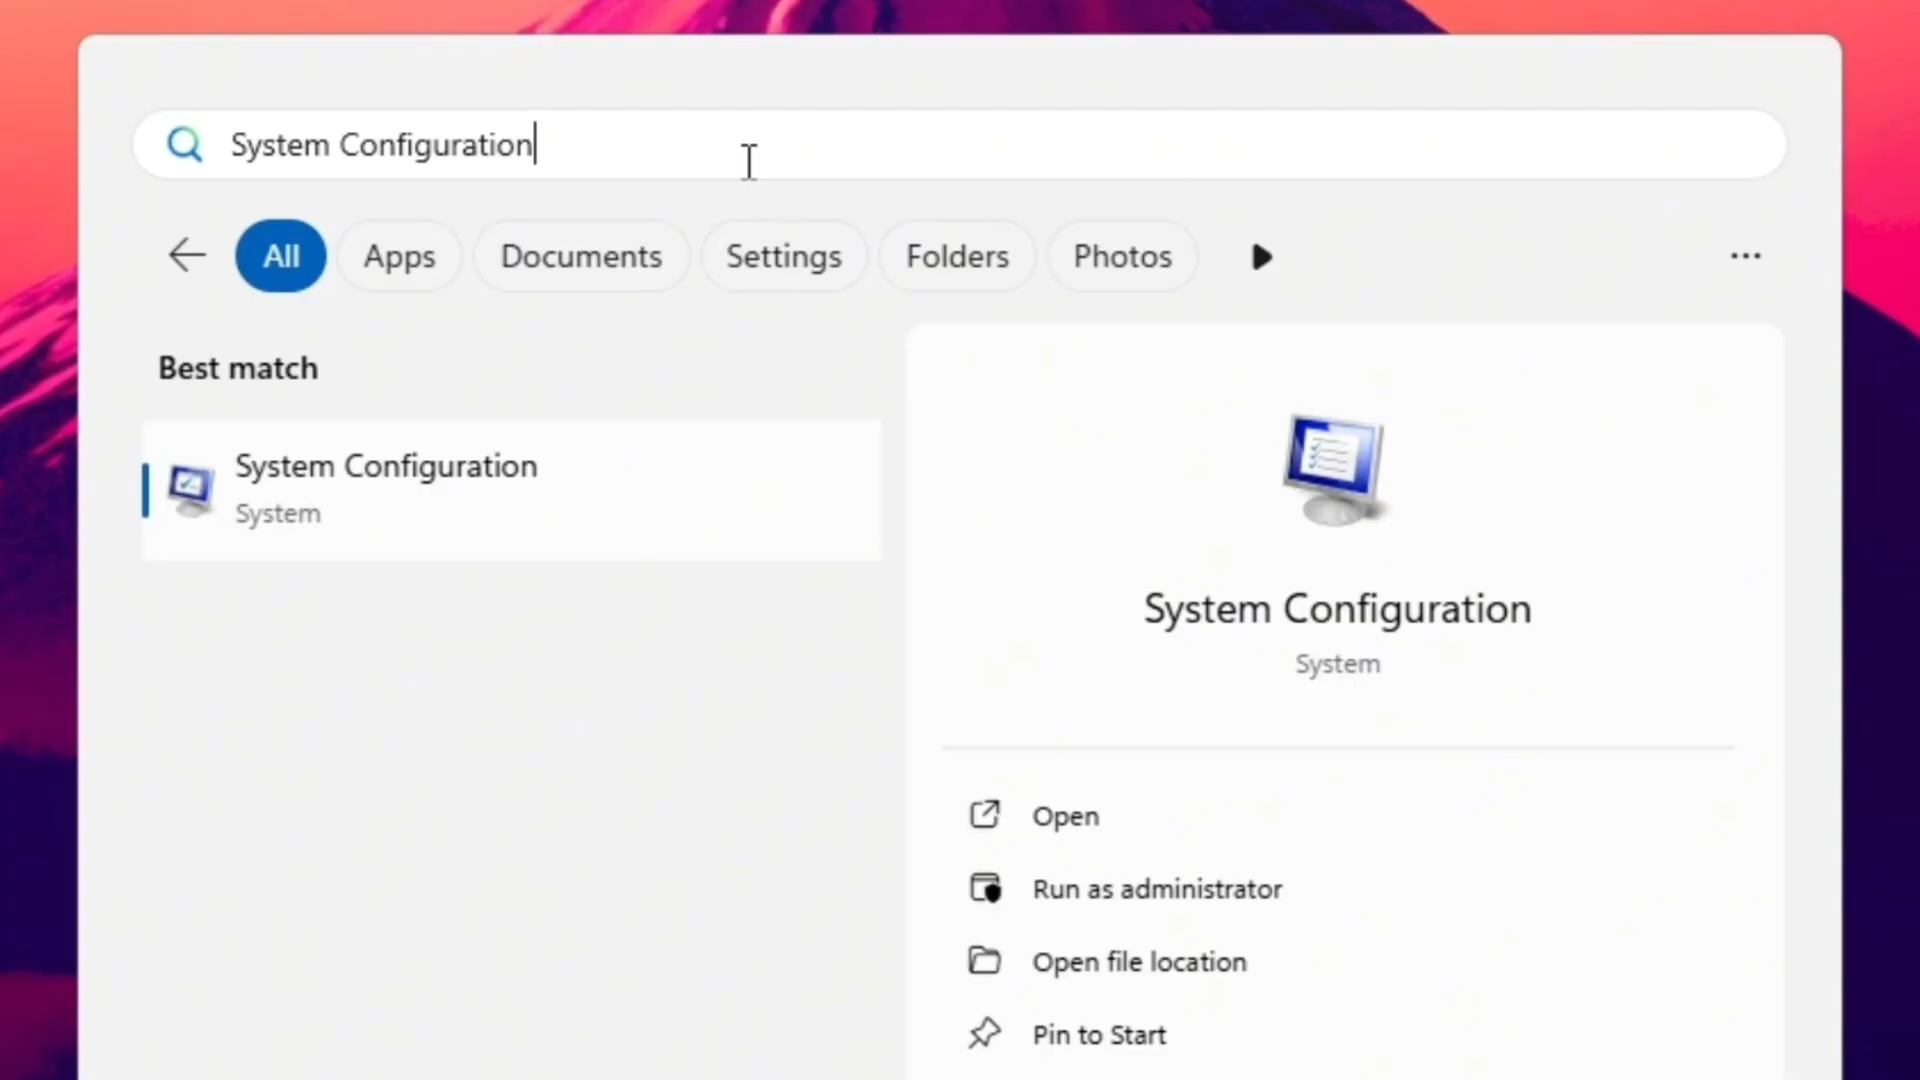 System Configuration
All Apps Documents Settings Folders Photos
Best match
System Configuration
System
System Configuration
System
Open
Run as administrator
Open file location
Pin to Start